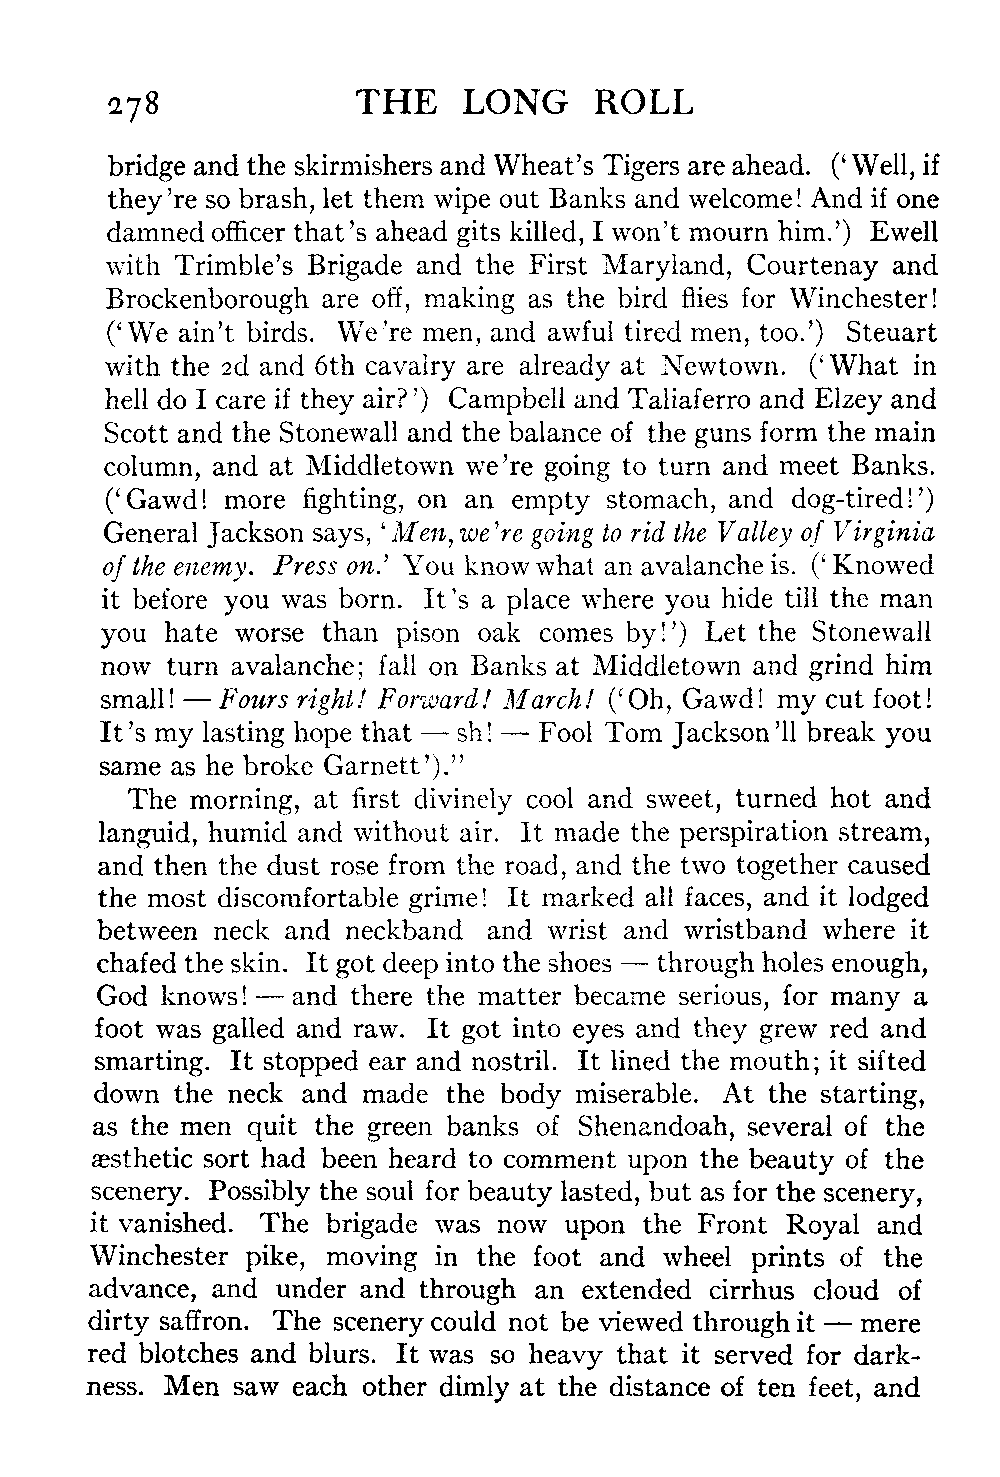 278 THE LONG ROLL
bridge and the skirmishers and Wheat's Tigers are ahead. ('Well, if
they're so brash, let them wipe out Banks and welcome! And if one
damned officer that's ahead gits killed, I won't mourn him.') Ewell
with Trimble's Brigade and the First Maryland, Courtenay and
Brockenborough are off, making as the bird flies for Winchester!
('We ain't birds. We're men, and awful tired men, too.') Steuart
with the 2d and 6th cavalry are already at Newtown. ('What in
hell do I care if they air?') Campbell and Taliaferro and Elzey and
Scott and the Stonewall and the balance of the guns form the main
column, and at Middletown we're going to turn and meet Banks.
('Gawd! more fighting, on an empty stomach, and dog-tired!')
General Jackson says, 'Men, we're going to rid the Valley of Virginia
of the enemy. Press on.' You know what an avalanche is. ('Knowed
it before you was born. It's a place where you hide till the man
you hate worse than pison oak comes by!') Let the Stonewall
now turn avalanche; fall on Banks at Middletown and grind him
small! — Fours right! Forward! March! ('Oh, Gawd! my cut foot!
It's my lasting hope that — sh! — Fool Tom Jackson'll break you
same as he broke Garnett')."
The morning, at first divinely cool and sweet, turned hot and
languid, humid and without air. It made the perspiration stream,
and then the dust rose from the road, and the two together caused
the most discomfortable grime! It marked all faces, and it lodged
between neck and neckband and wrist and wristband where it
chafed the skin. It got deep into the shoes — through holes enough,
God knows! — and there the matter became serious, for many a
foot was galled and raw. It got into eyes and they grew red and
smarting. It stopped ear and nostril. It lined the mouth; it sifted
down the neck and made the body miserable. At the starting,
as the men quit the green banks of Shenandoah, several of the
æsthetic sort had been heard to comment upon the beauty of the
scenery. Possibly the soul for beauty lasted, but as for the scenery,
it vanished. The brigade was now upon the Front Royal and
Winchester pike, moving in the foot and wheel prints of the
advance, and under and through an extended cirrhus cloud of
dirty saffron. The scenery could not be viewed through it — mere
red blotches and blurs. It was so heavy that it served for dark-
ness. Men saw each other dimly at the distance of ten feet, and